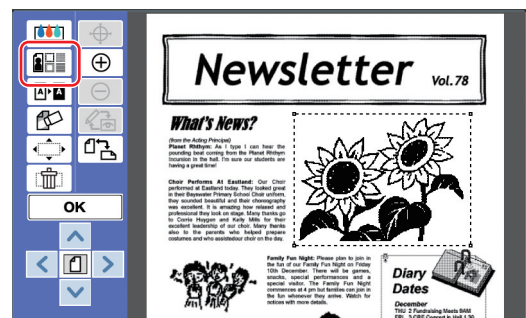 Newsletter Vol. 78
What's News?
(from the Acting Principal)
Planet Rhthym: As I type I can hear the
pounding beat coming from the Planet Rhthym
Incursion in the hall. I'm sure our students are
having a great time!
Choir Performs At Eastland: Our Choir
performed at Eastland today. They looked great
in their Bayswater Primary School Choir uniform,
they sounded beautiful and their choreography
was excellent. It is amazing how relaxed and
professional they look on stage. Many thanks go
to Corrie Huygen and Kelly Mills for their
excellent leadership of our choir. Many thanks
also to the parents who helped prepare
costumes and who assistedour choir on the day.
A A
OK
Family Fun Night: Please plan to join in
the fun of our Family Fun Night on Friday
10th December. There will be games,
snacks, special performances and a
special visitor. The Family Fun Night
commences at 4 pm but families can join in
the fun whenever they arrive. Watch for
notices with more details.
Diary
Dates
December
THU 2 Fundraising Meets 9AM